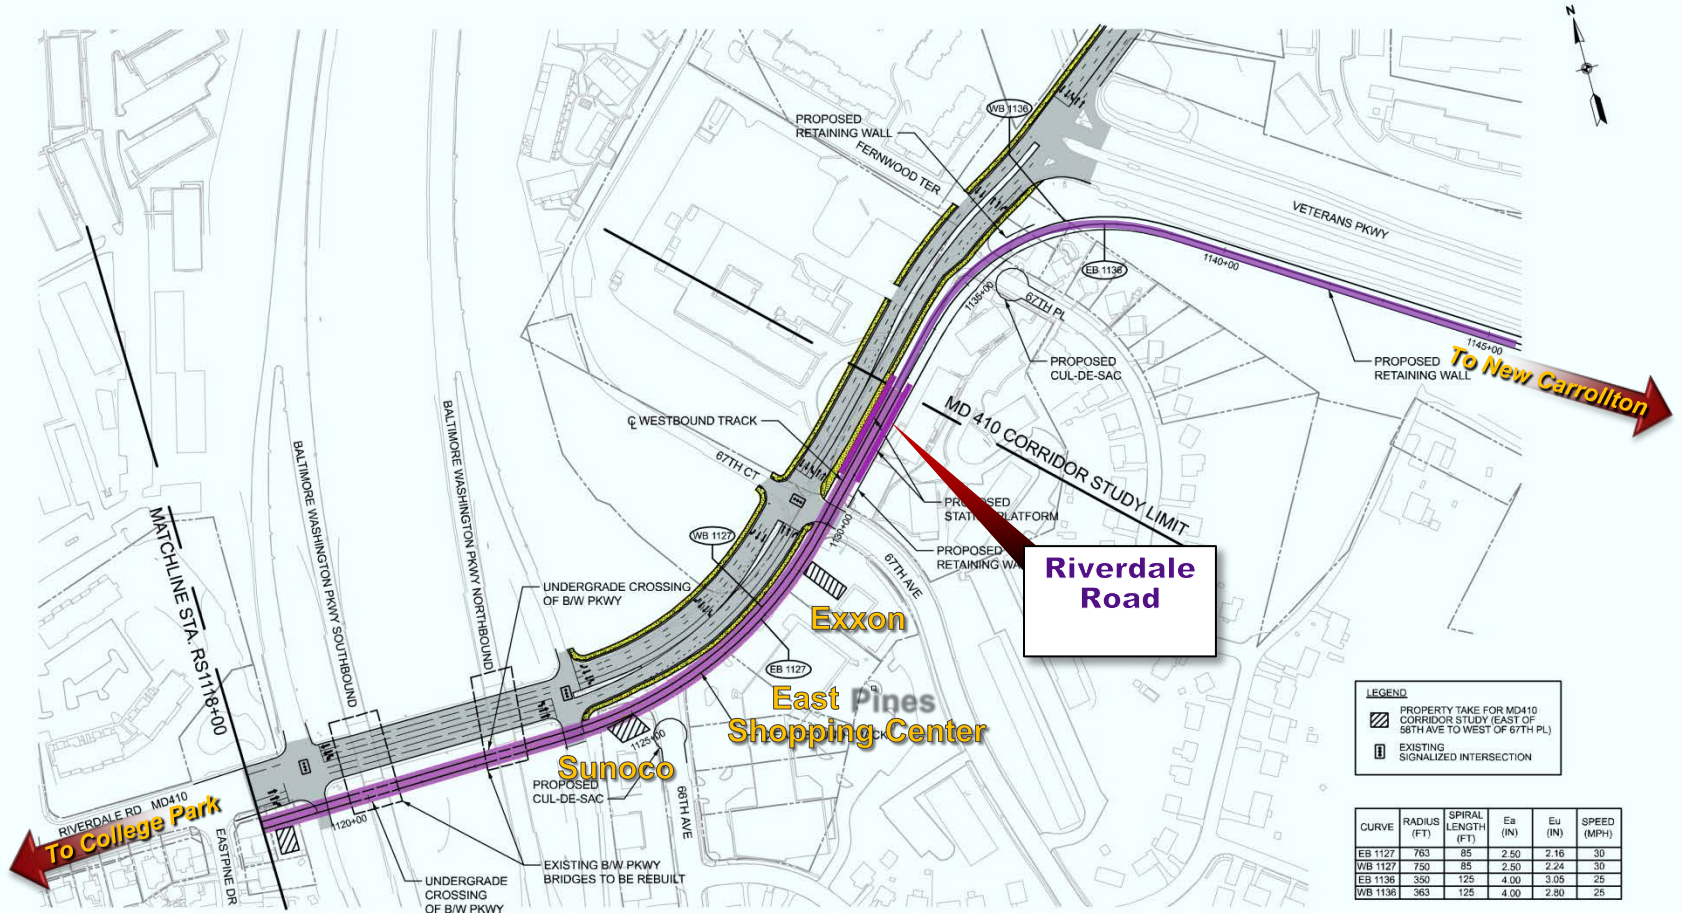 N
WB 1136
PROPOSED
RETAINING WALL
FERNWOOD TER
VETERANS PKWY
EB 1136
1140+00
1135+00
67TH PL
1145+00
PROPOSED
CUL-DE-SAC
PROPOSED
RETAINING WALL
To New Carrollton
MD 410 CORRIDOR STUDY LIMIT
℄ WESTBOUND TRACK
67TH CT
PROPOSED
PLATFORM
1130+00
PROPOSED
RETAINING
67TH AVE
Riverdale
Road
WB 1127
UNDERGRADE CROSSING
OF B/W PKWY
Exxon
EB 1127
East Pines
Shopping Center
BALTIMORE WASHINGTON PKWY SOUTHBOUND
BALTIMORE WASHINGTON PKWY NORTHBOUND
MATCHLINE STA. RS1118+00
1125+00
Sunoco
PROPOSED
CUL-DE-SAC
66TH AVE
RIVERDALE RD MD410
To College Park
1120+00
EASTPINE DR
EXISTING B/W PKWY
BRIDGES TO BE REBUILT
UNDERGRADE
CROSSING
OF B/W PKWY
LEGEND
PROPERTY TAKE FOR MD410
CORRIDOR STUDY (EAST OF
58TH AVE TO WEST OF 67TH PL)
EXISTING
SIGNALIZED INTERSECTION
CURVE RADIUS (FT) SPIRAL LENGTH (FT) Ea (IN) Eu (IN) SPEED (MPH)
EB 1127 763 85 2.50 2.16 30
WB 1127 750 85 2.50 2.24 30
EB 1136 350 125 4.00 3.05 25
WB 1136 363 125 4.00 2.80 25